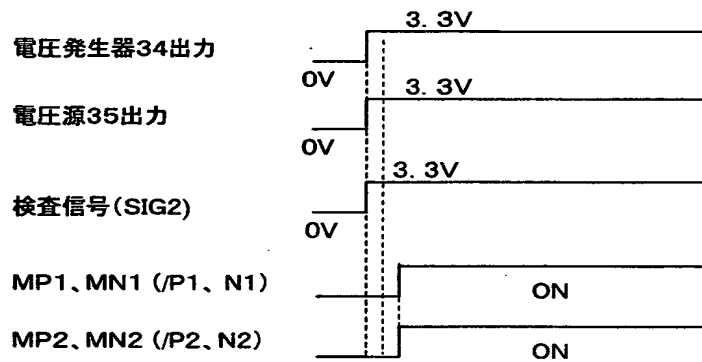 3. 3V
電圧発生器34出力
0V
3. 3V
電圧源35出力
0V
3. 3V
検査信号(SIG2)
0V
MP1、MN1 (/P1、N1)
ON
MP2、MN2 (/P2、N2)
ON